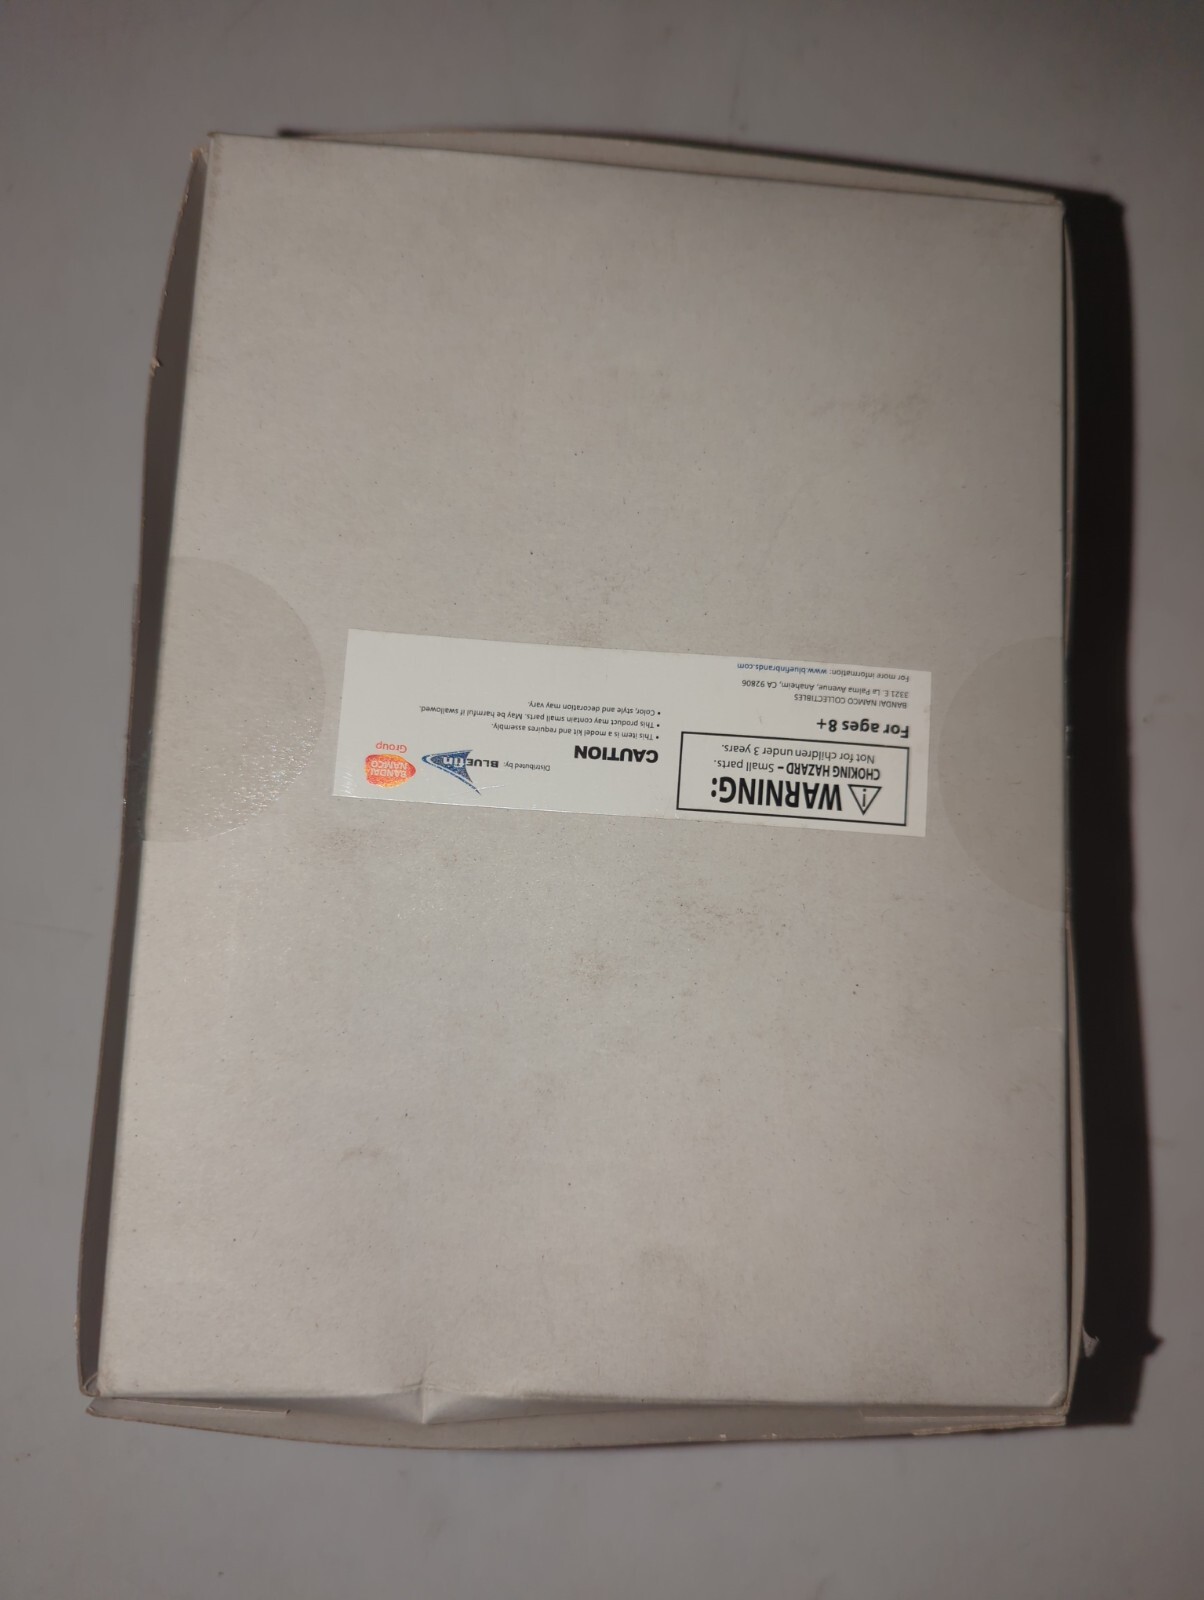 WARNING:
CHOKING HAZARD – Small parts.
Not for children under 3 years.
For ages 8+
BANDAI NAMCO COLLECTIBLES
3321 E. La Palma Avenue, Anaheim, CA 92806
For more information: www.bluefinbrands.com
CAUTION
• This item is a model kit and requires assembly.
• This product may contain small parts. May be harmful if swallowed.
• Color, style and decoration may vary.
Distributed by:
BLUEfin
BANDAI
NAMCO
Group